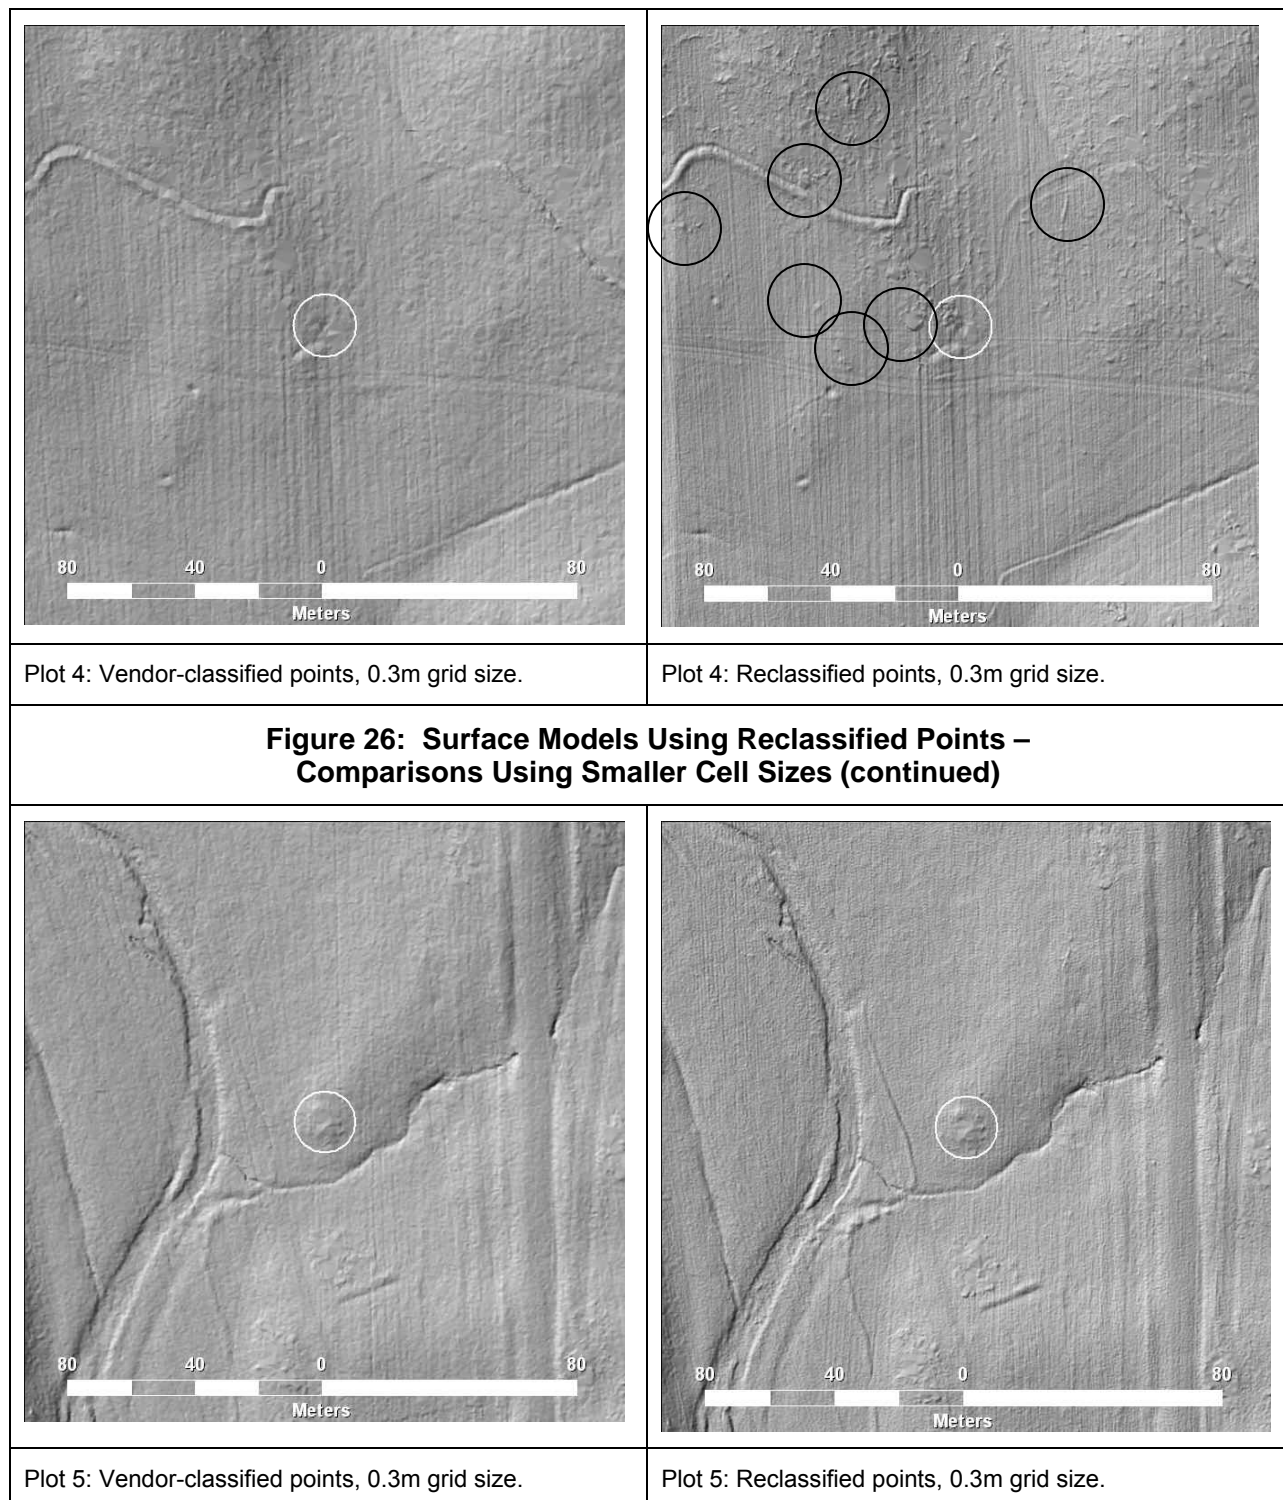 80 40 0 80
Meters
80 40 0 80
Meters
Plot 4: Vendor-classified points, 0.3m grid size.
Plot 4: Reclassified points, 0.3m grid size.
Figure 26: Surface Models Using Reclassified Points –
Comparisons Using Smaller Cell Sizes (continued)
80 40 0 80
Meters
80 40 0 80
Meters
Plot 5: Vendor-classified points, 0.3m grid size.
Plot 5: Reclassified points, 0.3m grid size.